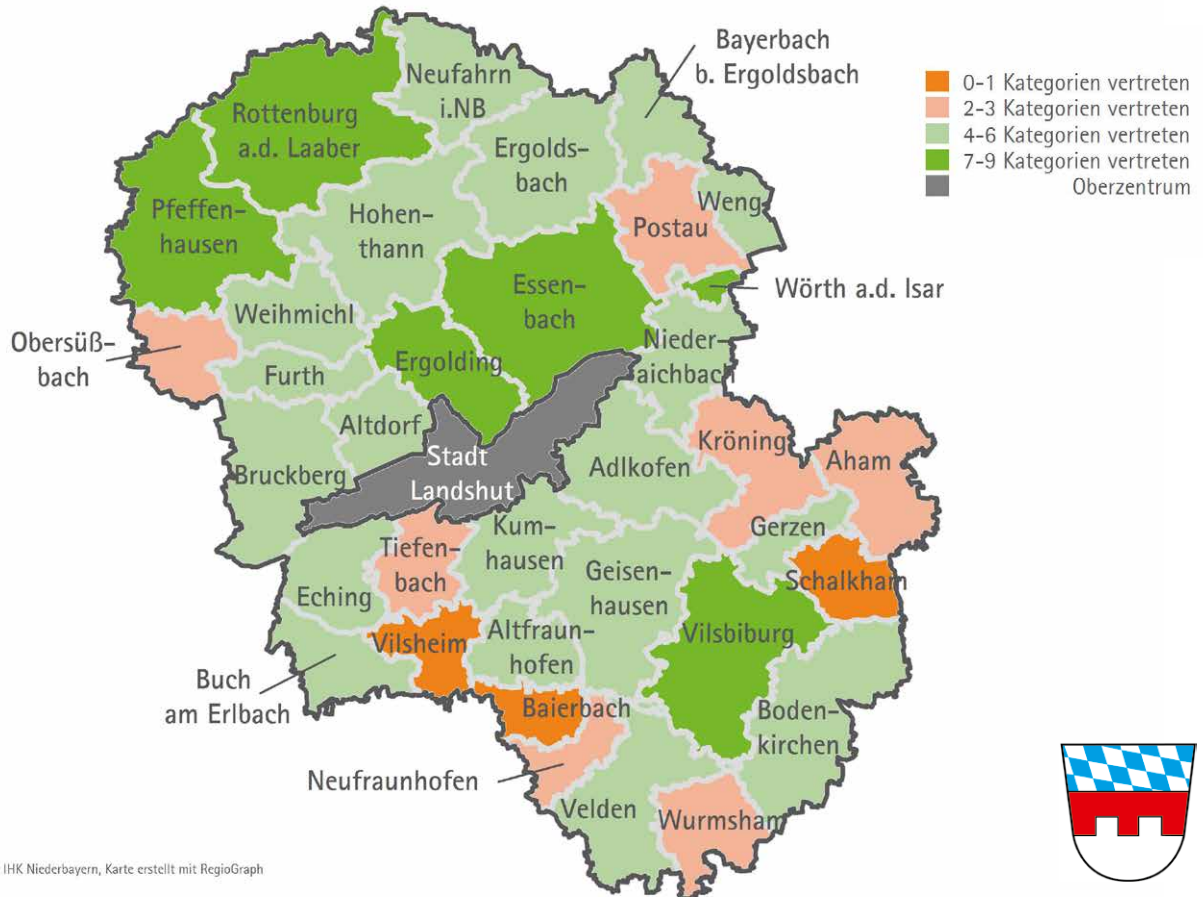 Bayerbach
b. Ergoldsbach
0-1 Kategorien vertreten
2-3 Kategorien vertreten
4-6 Kategorien vertreten
7-9 Kategorien vertreten
Oberzentrum
Neufahrn
i.NB
Rottenburg
a.d. Laaber
Ergolds-
bach
Pfeffen-
hausen
Hohen-
thann
Postau
Weng
Essen-
bach
Wörth a.d. Isar
Weihmichl
Obersüß-
bach
Ergolding
Nieder-
aichbach
Furth
Altdorf
Bruckberg
Stadt
Landshut
Adlkofen
Kröning
Aham
Kum-
hausen
Gerzen
Tiefen-
bach
Geisen-
hausen
Schalkham
Eching
Vilsheim
Altfraun-
hofen
Vilsbiburg
Buch
am Erlbach
Baierbach
Boden-
kirchen
Neufraunhofen
Velden
Wurmsham
IHK Niederbayern, Karte erstellt mit RegioGraph